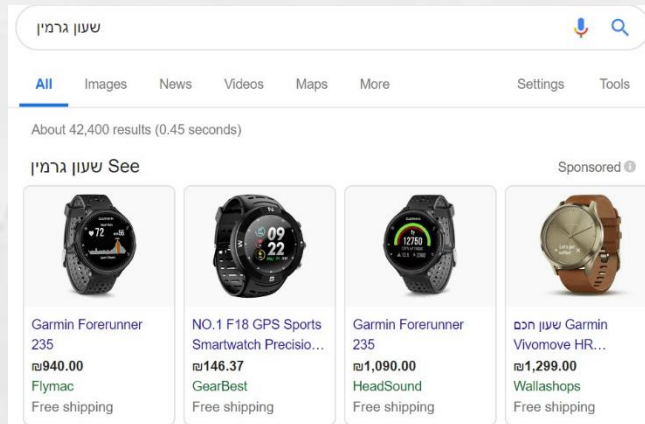 שעון גרמין
All Images News Videos Maps More Settings Tools
About 42,400 results (0.45 seconds)
See שעון גרמין
Sponsored
Garmin Forerunner
235
₪940.00
Flymac
Free shipping
NO.1 F18 GPS Sports
Smartwatch Precisio...
₪146.37
GearBest
Free shipping
Garmin Forerunner
235
₪1,090.00
HeadSound
Free shipping
שעון חכם Garmin
Vivomove HR...
₪1,299.00
Wallashops
Free shipping